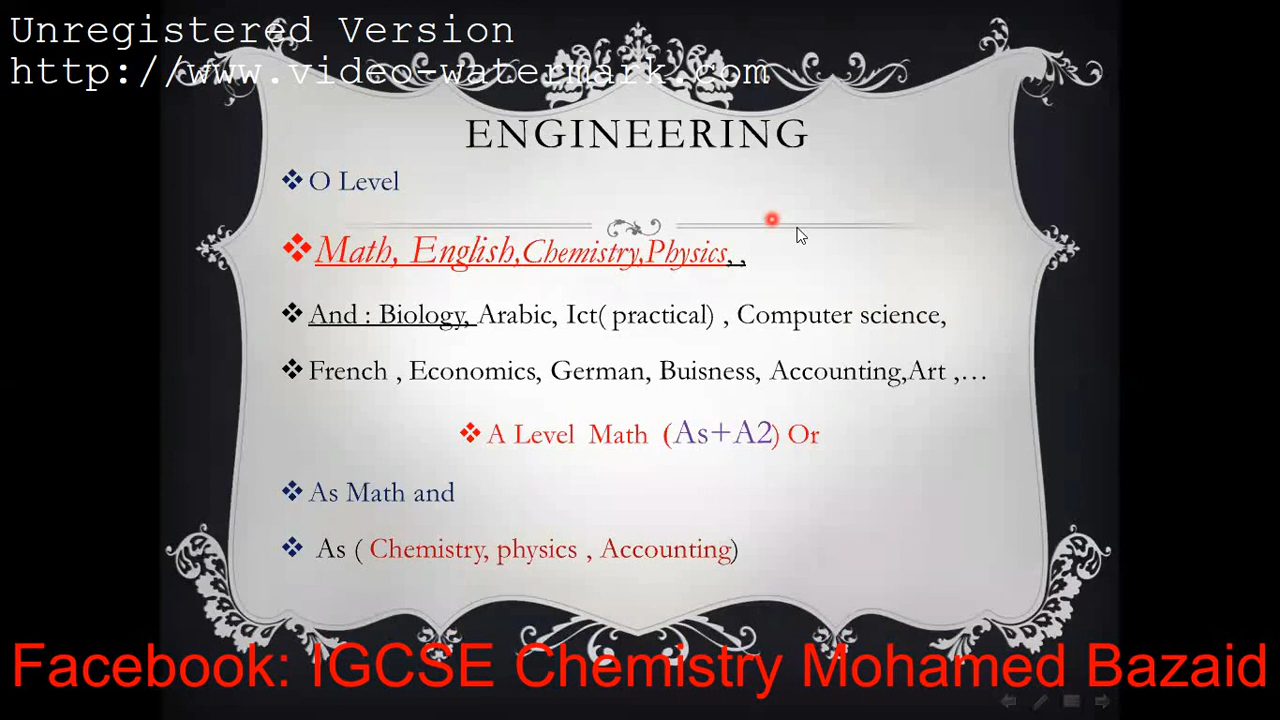 Unregistered Version
http://www.video-watermark.com
ENGINEERING
O Level
Math, English,Chemistry,Physics, ,
And : Biology, Arabic, Ict( practical) , Computer science,
French , Economics, German, Buisness, Accounting,Art ,…
A Level Math (As+A2) Or
As Math and
As ( Chemistry, physics , Accounting)
Facebook: IGCSE Chemistry Mohamed Bazaid